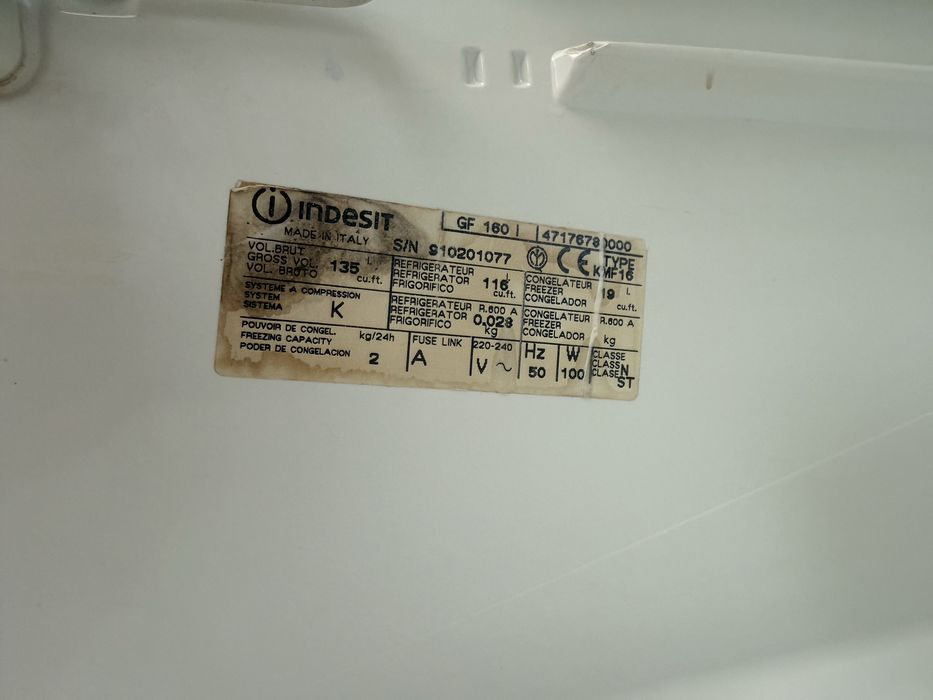 INDESIT
GF 160 I
MADE IN ITALY
S/N 910201077
TYPE
KMF16
VOL.BRUT
GROSS VOL.
VOL. BRUTO
135
l.
cu.ft.
REFRIGERATEUR
REFRIGERATOR
FRIGORIFICO
116
l.
cu.ft.
CONGELATEUR
FREEZER
CONGELADOR
19
l.
cu.ft.
SYSTEME A COMPRESSION
SYSTEM
SISTEMA
K
REFRIGERATEUR R.600 A
REFRIGERATOR
FRIGORIFICO
0.028
kg
CONGELATEUR R.600 A
FREEZER
CONGELADOR
kg
POUVOIR DE CONGEL.
FREEZING CAPACITY
PODER DE CONGELACION
kg/24h
2
FUSE LINK
A
220-240
V ~
Hz
50
W
100
CLASSE
CLASS
CLASE
N
ST